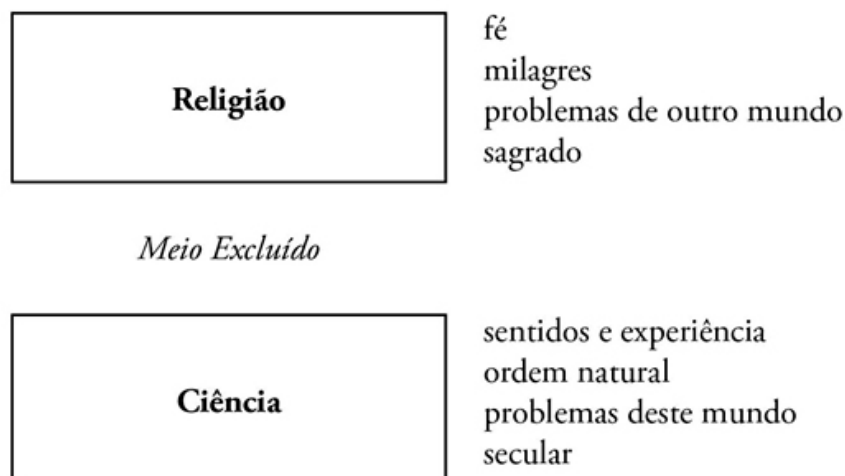 fé
milagres
Religião
problemas de outro mundo
sagrado
Meio Excluído
sentidos e experiência
ordem natural
Ciência
problemas deste mundo
secular